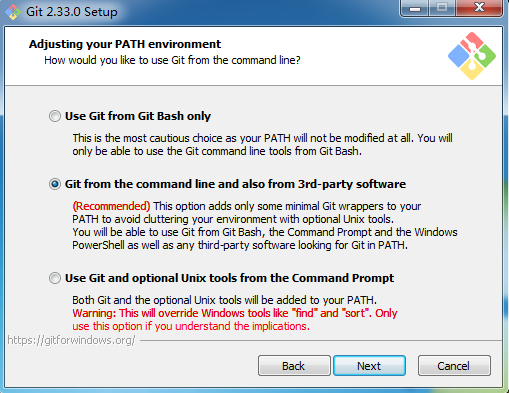 Git 2.33.0 Setup
Adjusting your PATH environment
How would you like to use Git from the command line?
Use Git from Git Bash only
This is the most cautious choice as your PATH will not be modified at all. You will
only be able to use the Git command line tools from Git Bash.
Git from the command line and also from 3rd-party software
(Recommended) This option adds only some minimal Git wrappers to your
PATH to avoid cluttering your environment with optional Unix tools.
You will be able to use Git from Git Bash, the Command Prompt and the Windows
PowerShell as well as any third-party software looking for Git in PATH.
Use Git and optional Unix tools from the Command Prompt
Both Git and the optional Unix tools will be added to your PATH.
Warning: This will override Windows tools like "find" and "sort". Only
use this option if you understand the implications.
https://gitforwindows.org/
Back Next Cancel